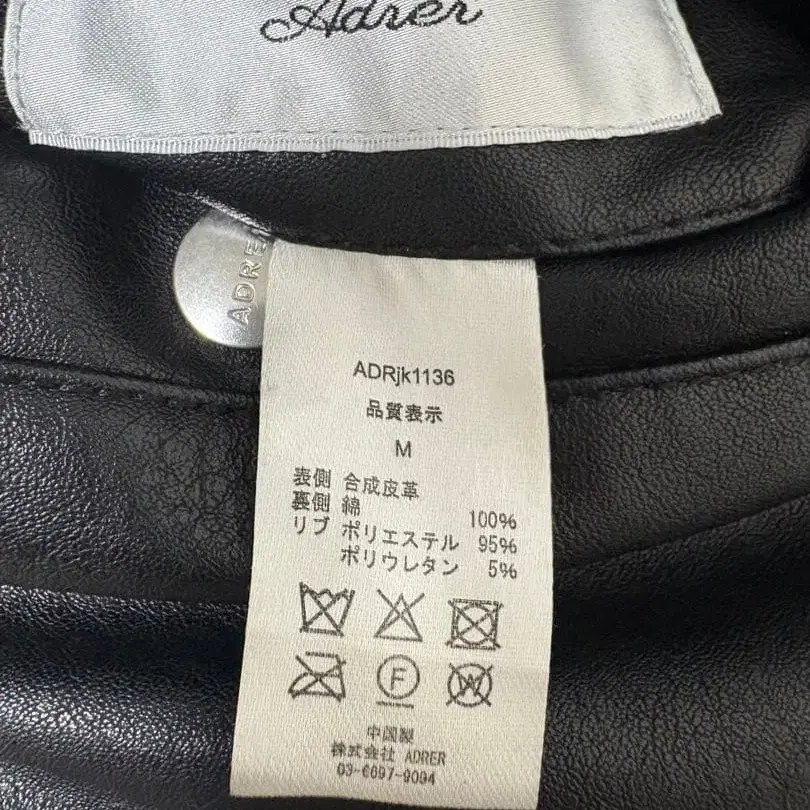 Adrer
ADRE
ADRjk1136
品質表示
M
表側 合成皮革
裏側 綿 100%
リブ ポリエステル 95%
ポリウレタン 5%
F W
中国製
株式会社 ADRER
03-6697-9094